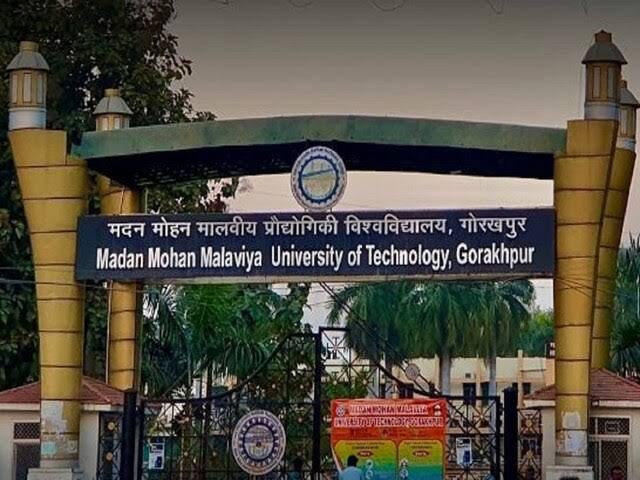 मदन मोहन मालवीय प्रौद्योगिकी विश्वविद्यालय, गोरखपुर
Madan Mohan Malaviya University of Technology, Gorakhpur
MADAN MOHAN MALAVIYA
UNIVERSITY OF TECHNOLOGY, GORAKHPUR